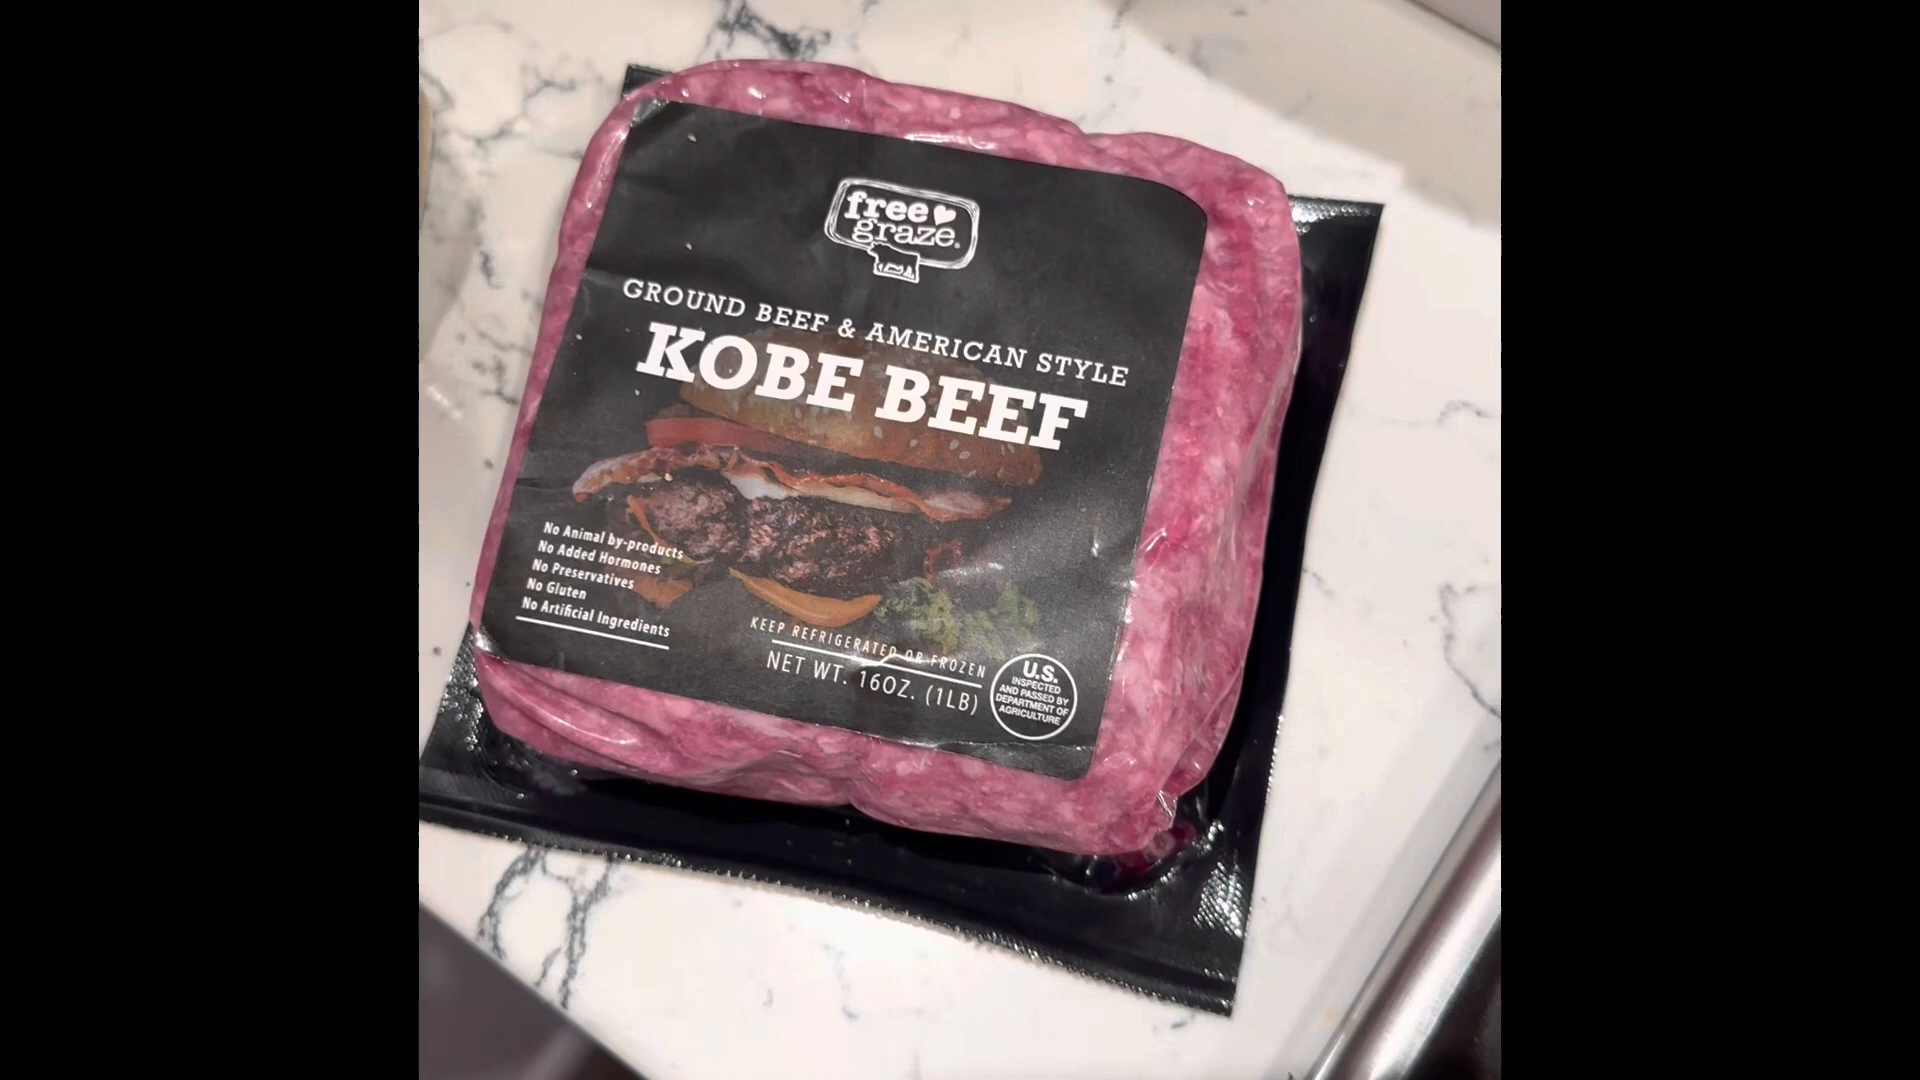 free
graze.
GROUND BEEF & AMERICAN STYLE
KOBE BEEF
No Animal by-products
No Added Hormones
No Preservatives
No Gluten
No Artificial Ingredients
KEEP REFRIGERATED OR FROZEN
NET WT. 16OZ. (1LB)
U.S.
INSPECTED
AND PASSED BY
DEPARTMENT OF
AGRICULTURE